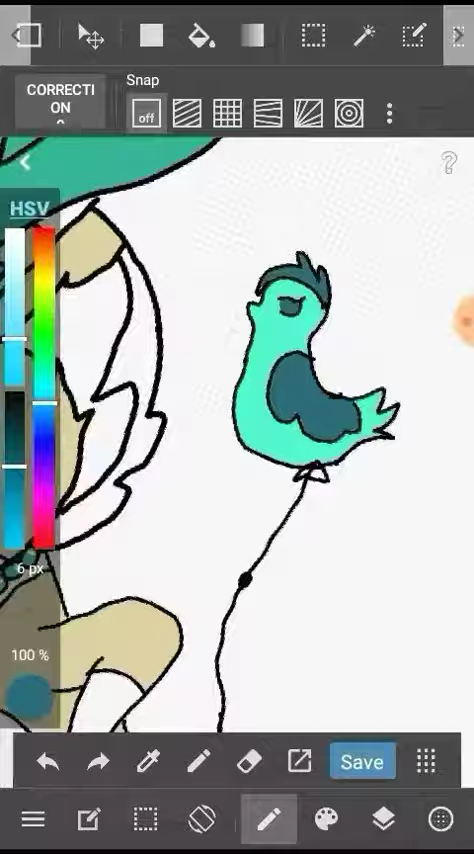 Snap
CORRECTI
ON
off
HSV
6 px
100 %
Save